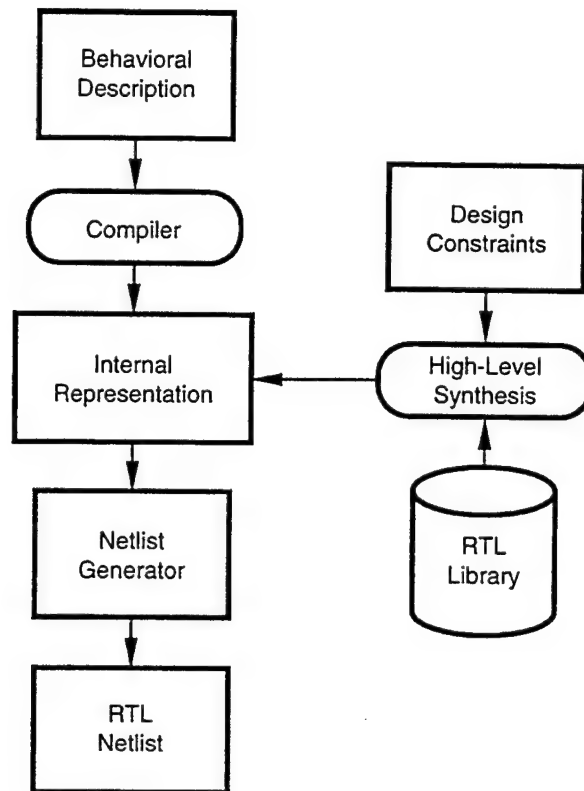 Behavioral
Description
Compiler
Design
Constraints
Internal
Representation
High-Level
Synthesis
Netlist
Generator
RTL
Library
RTL
Netlist